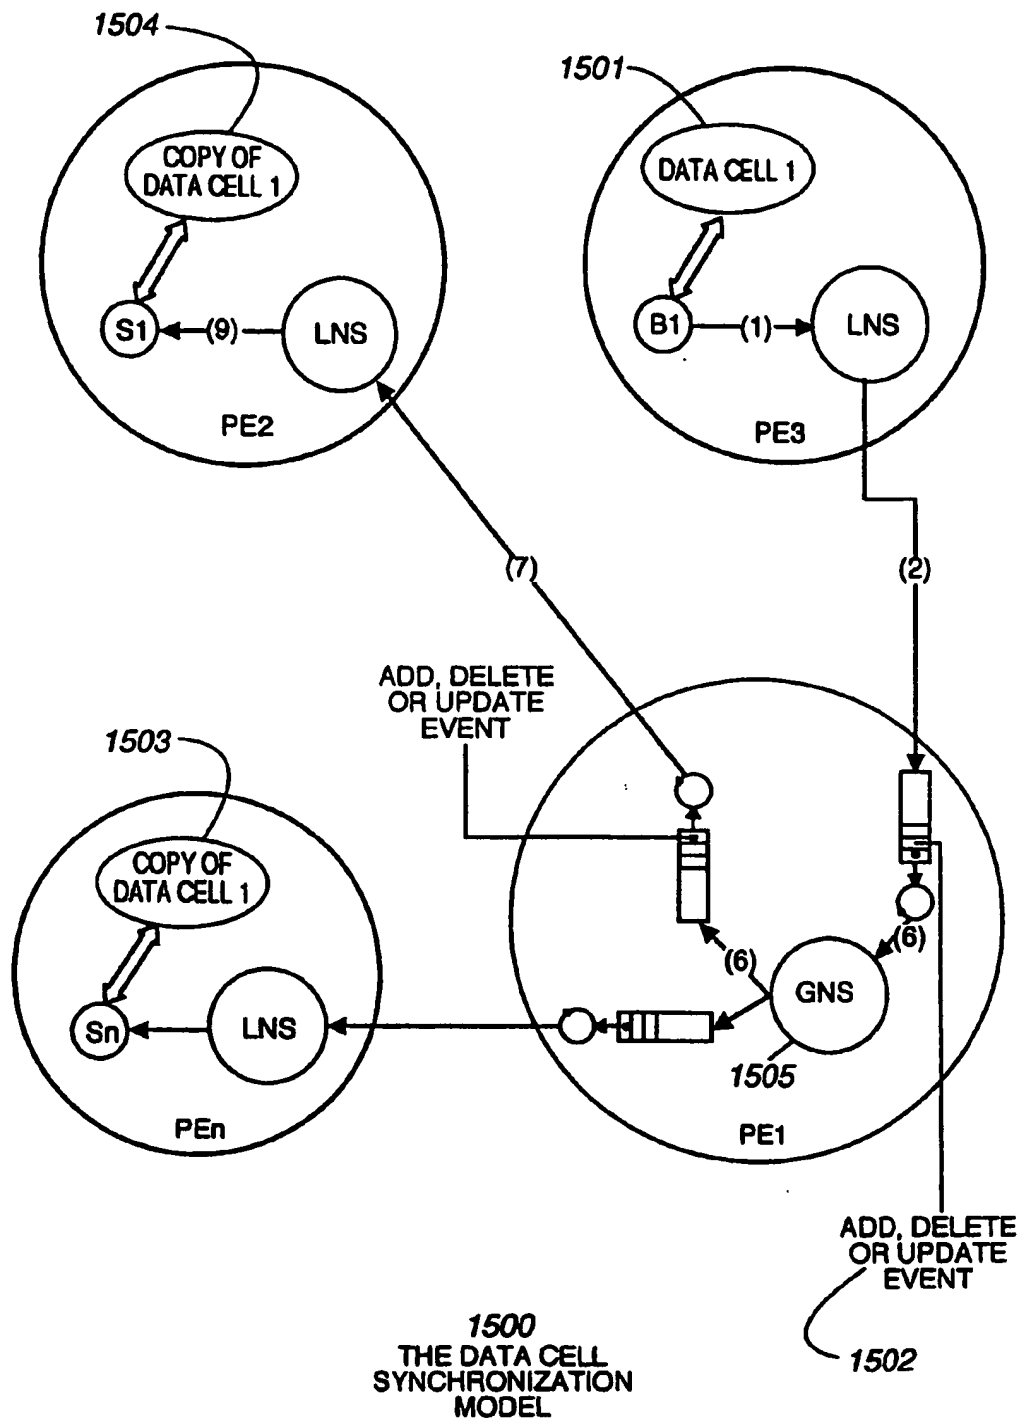 1504
1501
COPY OF
DATA CELL 1
DATA CELL 1
S1
(9)
LNS
B1
(1)
LNS
PE2
PE3
(7)
(2)
ADD, DELETE
OR UPDATE
EVENT
1503
COPY OF
DATA CELL 1
(6)
(6)
GNS
Sn
LNS
1505
PEn
PE1
ADD, DELETE
OR UPDATE
EVENT
1502
1500
THE DATA CELL
SYNCHRONIZATION
MODEL